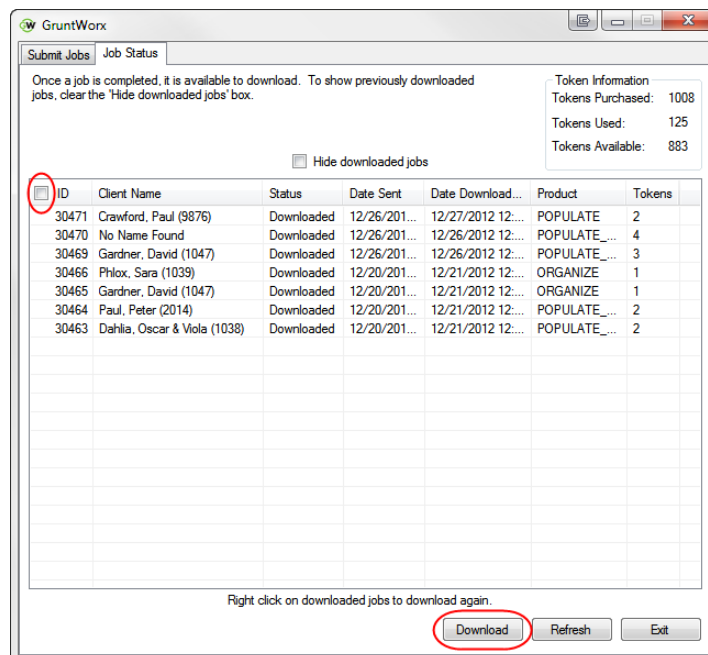 GruntWorx
Submit Jobs Job Status
Once a job is completed, it is available to download. To show previously downloaded
jobs, clear the 'Hide downloaded jobs' box.
Token Information
Tokens Purchased: 1008
Tokens Used: 125
Tokens Available: 883
Hide downloaded jobs
ID Client Name Status Date Sent Date Download... Product Tokens
30471 Crawford, Paul (9876) Downloaded 12/26/201... 12/27/2012 12:... POPULATE 2
30470 No Name Found Downloaded 12/26/201... 12/26/2012 12:... POPULATE_... 4
30469 Gardner, David (1047) Downloaded 12/26/201... 12/26/2012 12:... POPULATE_... 3
30466 Phlox, Sara (1039) Downloaded 12/20/201... 12/21/2012 12:... ORGANIZE 1
30465 Gardner, David (1047) Downloaded 12/20/201... 12/21/2012 12:... ORGANIZE 1
30464 Paul, Peter (2014) Downloaded 12/20/201... 12/21/2012 12:... POPULATE_... 2
30463 Dahlia, Oscar & Viola (1038) Downloaded 12/20/201... 12/21/2012 12:... POPULATE_... 2
Right click on downloaded jobs to download again.
Download Refresh Exit